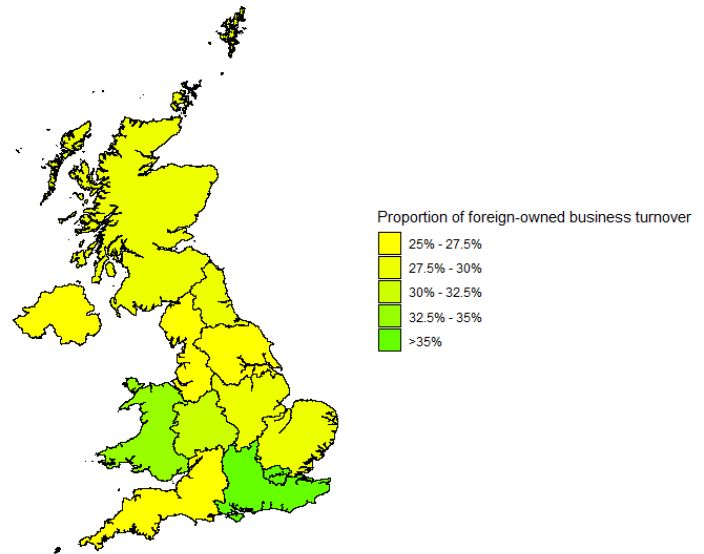 Proportion of foreign-owned business turnover
25% - 27.5%
27.5% - 30%
30% - 32.5%
32.5% - 35%
>35%